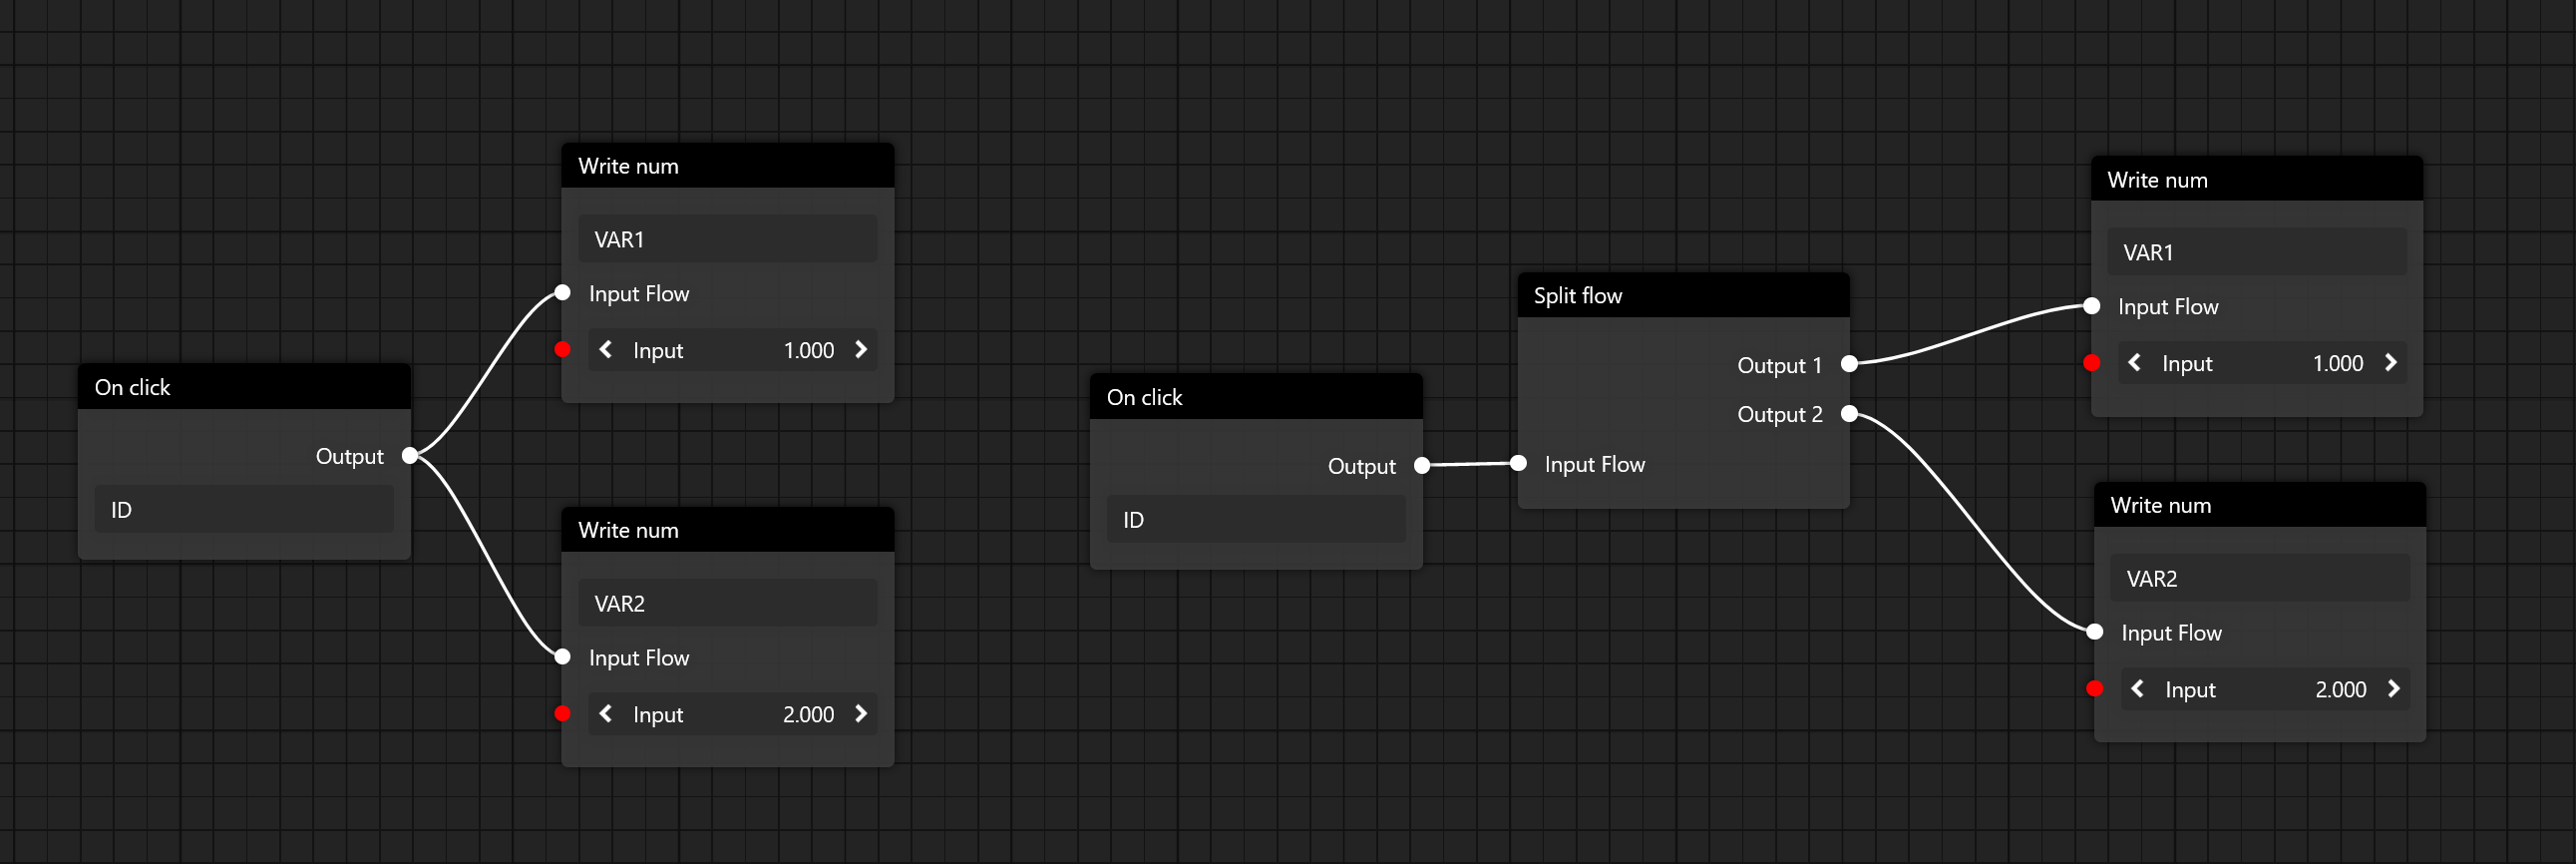 On click
Output
ID
Write num
VAR1
Input Flow
Input 1.000
Write num
VAR2
Input Flow
Input 2.000
On click
Output
ID
Split flow
Output 1
Output 2
Input Flow
Write num
VAR1
Input Flow
Input 1.000
Write num
VAR2
Input Flow
Input 2.000